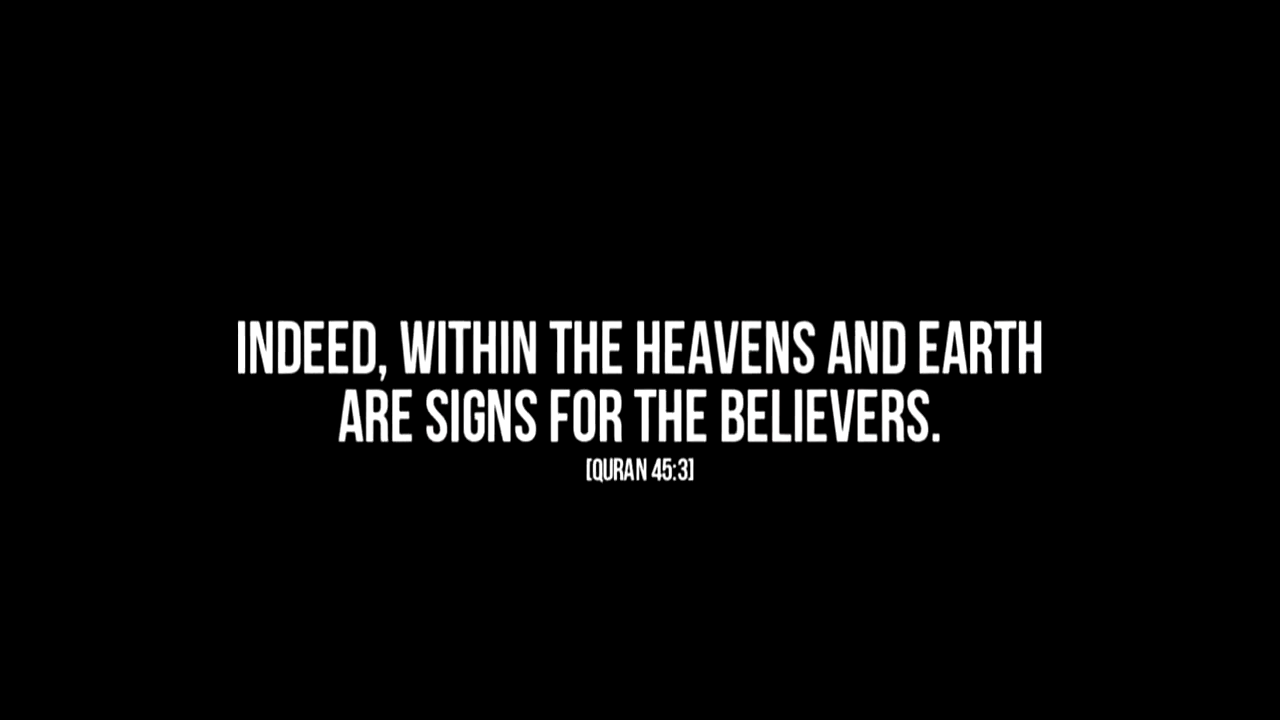 INDEED, WITHIN THE HEAVENS AND EARTH
ARE SIGNS FOR THE BELIEVERS.
[QURAN 45:3]